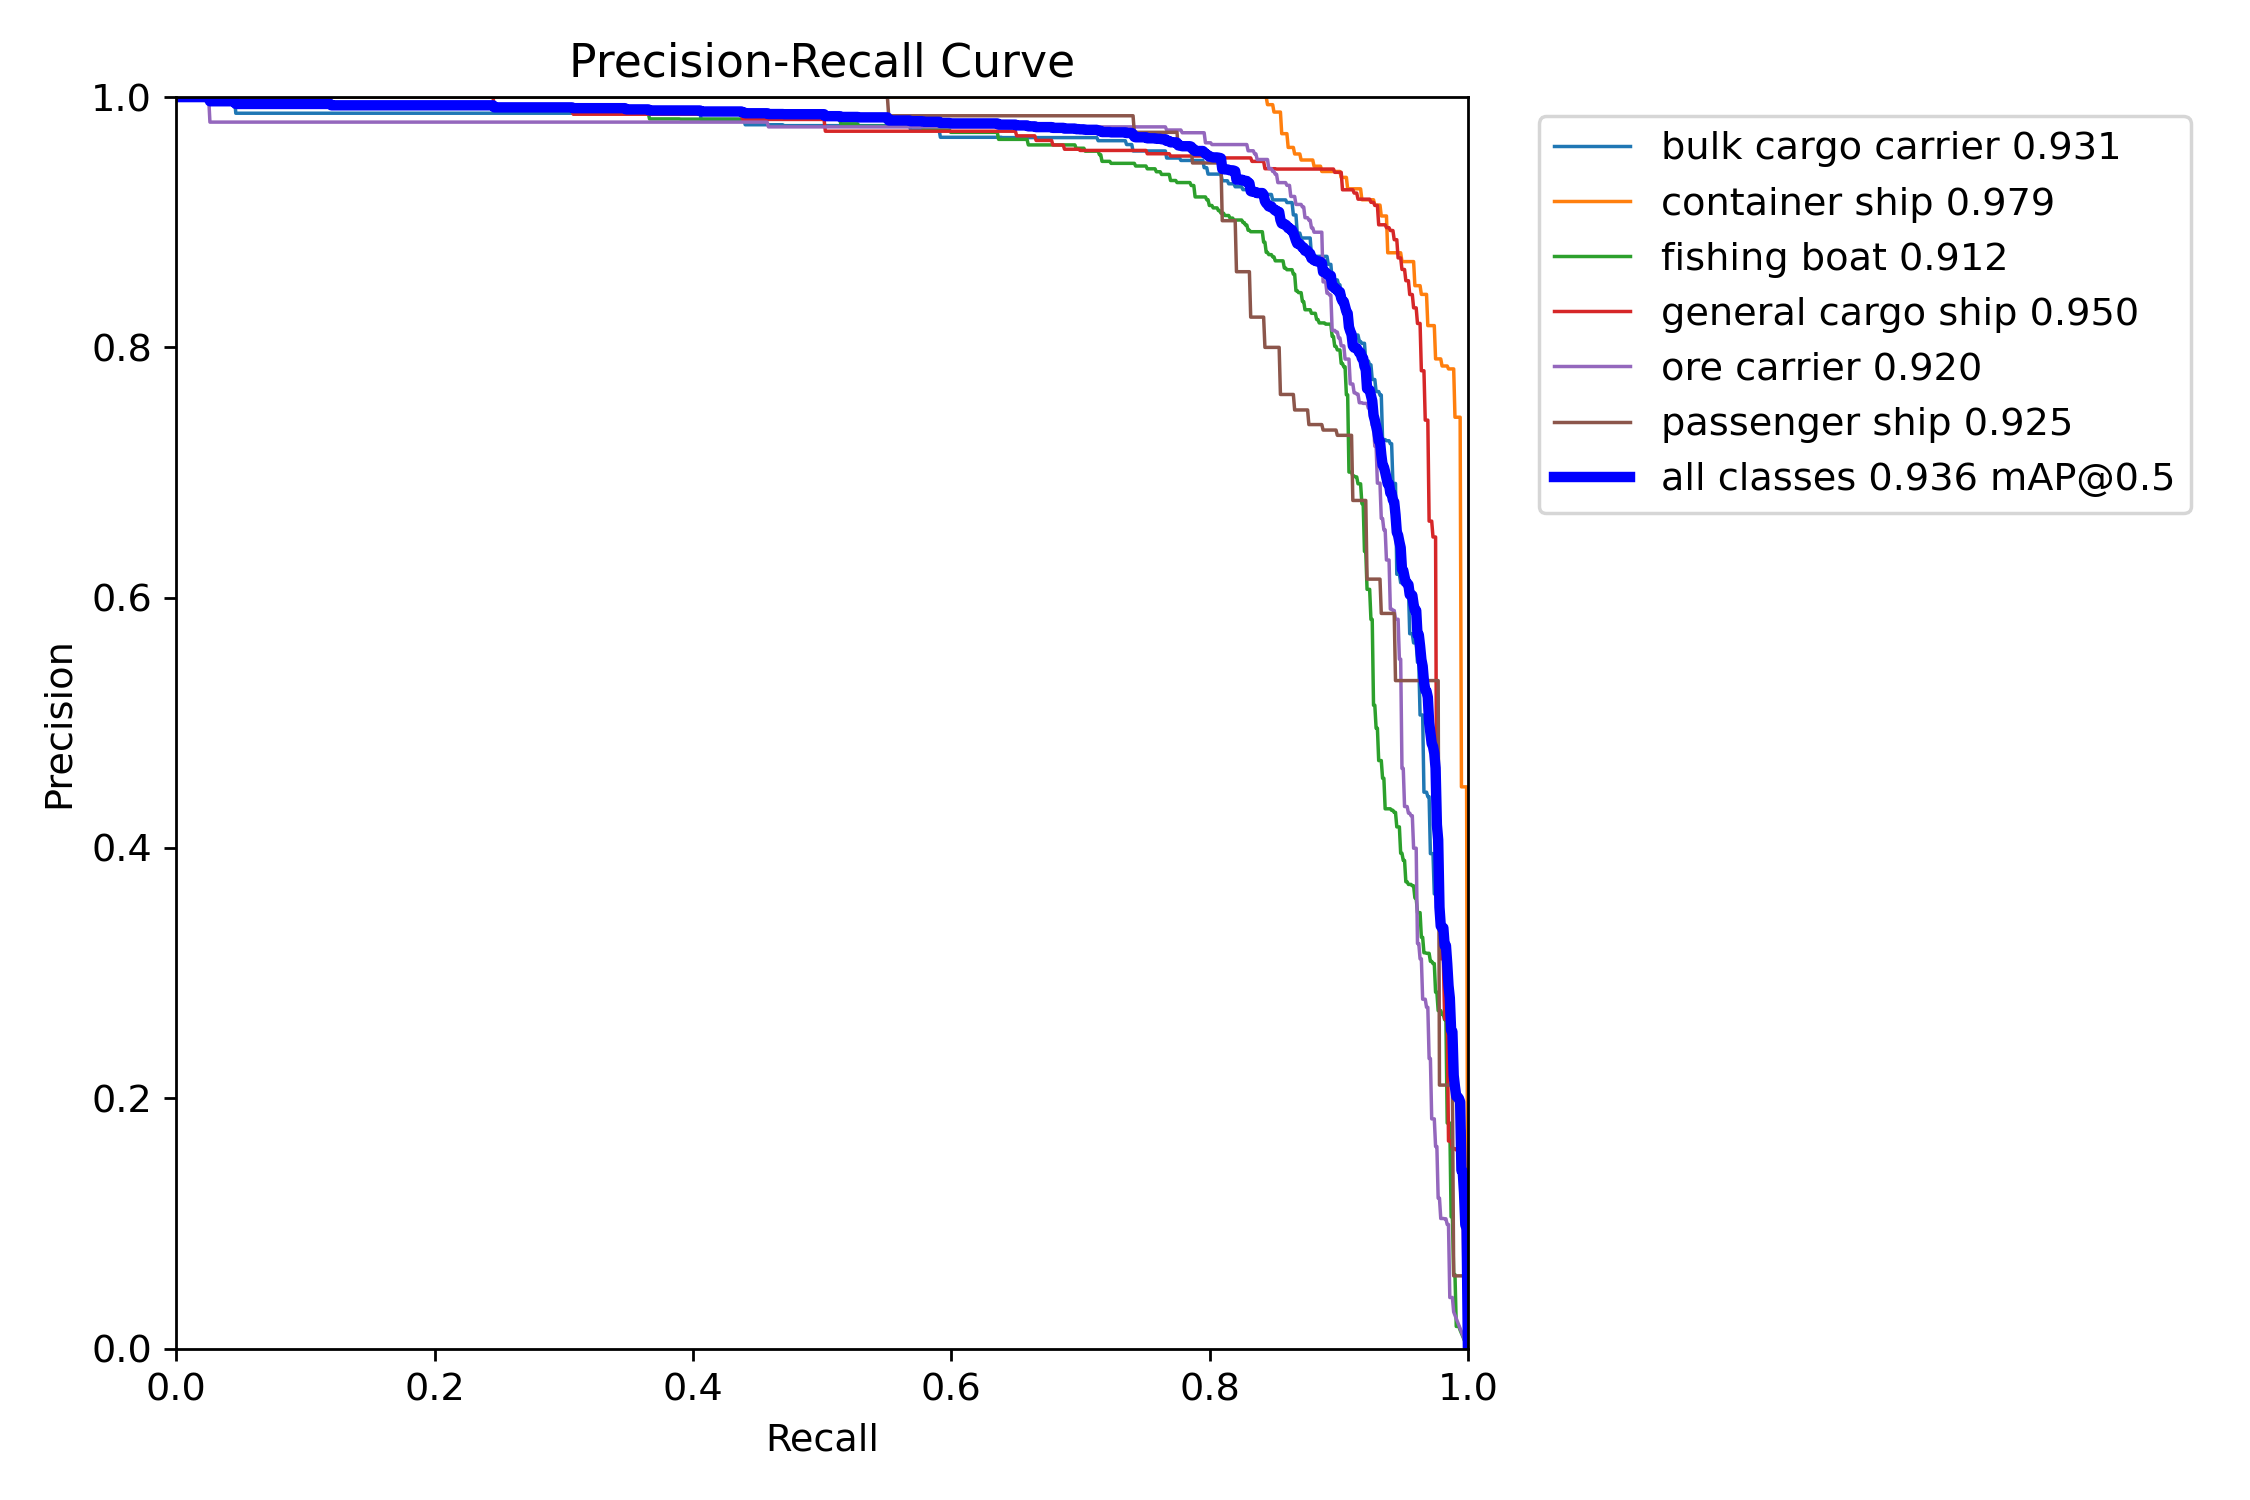 Precision-Recall Curve
1.0
0.8
0.6
0.4
0.2
0.0
Precision
0.0 0.2 0.4 0.6 0.8 1.0
Recall
bulk cargo carrier 0.931
container ship 0.979
fishing boat 0.912
general cargo ship 0.950
ore carrier 0.920
passenger ship 0.925
all classes 0.936 mAP@0.5